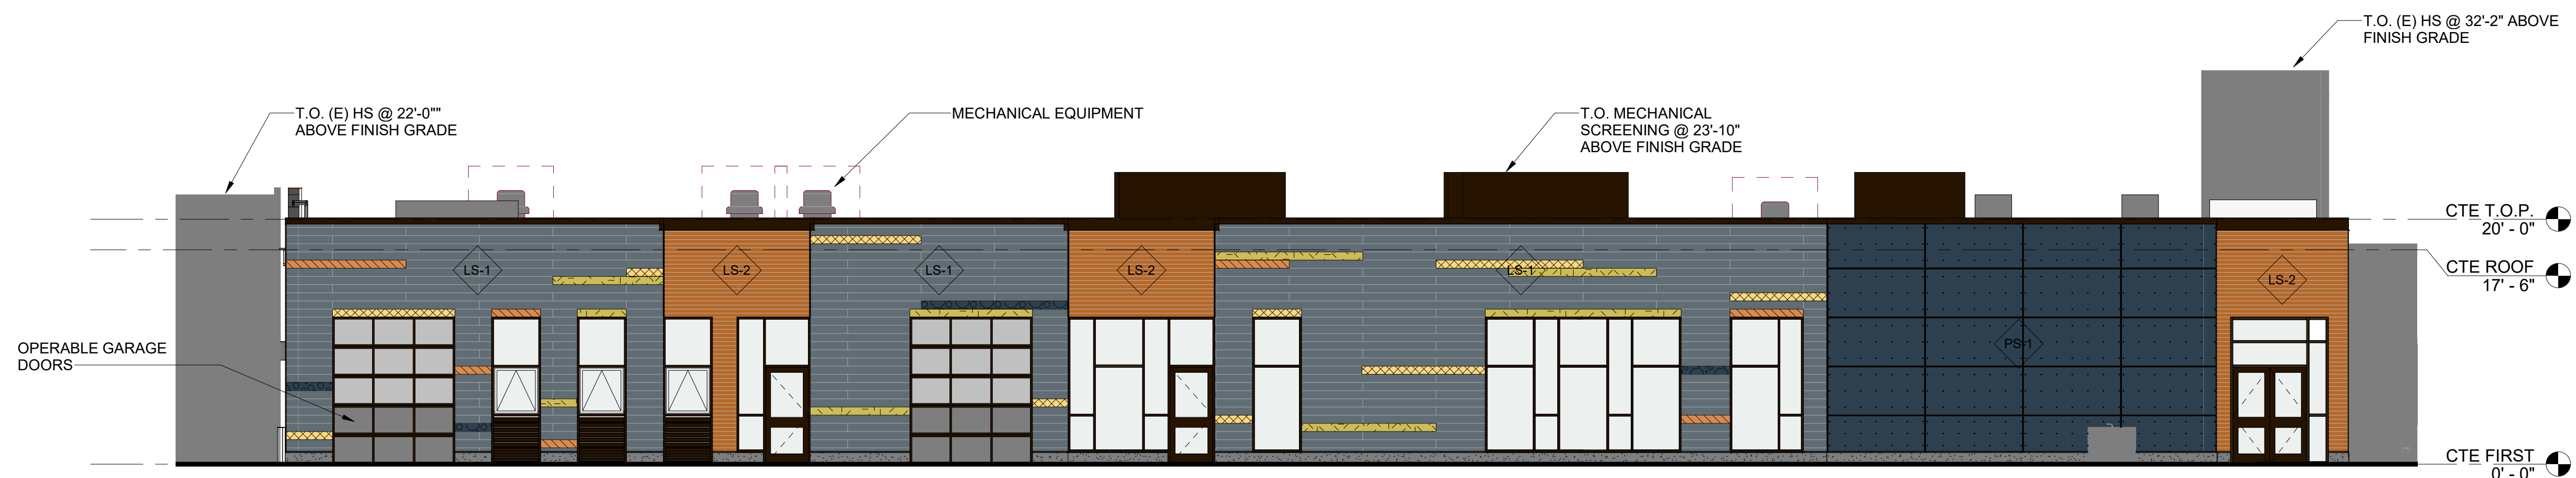 T.O. (E) HS @ 32'-2" ABOVE
FINISH GRADE
T.O. (E) HS @ 22'-0""
ABOVE FINISH GRADE
MECHANICAL EQUIPMENT
T.O. MECHANICAL
SCREENING @ 23'-10"
ABOVE FINISH GRADE
CTE T.O.P.
20' - 0"
CTE ROOF
17' - 6"
LS-1
LS-2
LS-1
LS-2
LS-1
LS-2
PS-1
OPERABLE GARAGE
DOORS
CTE FIRST
0' - 0"